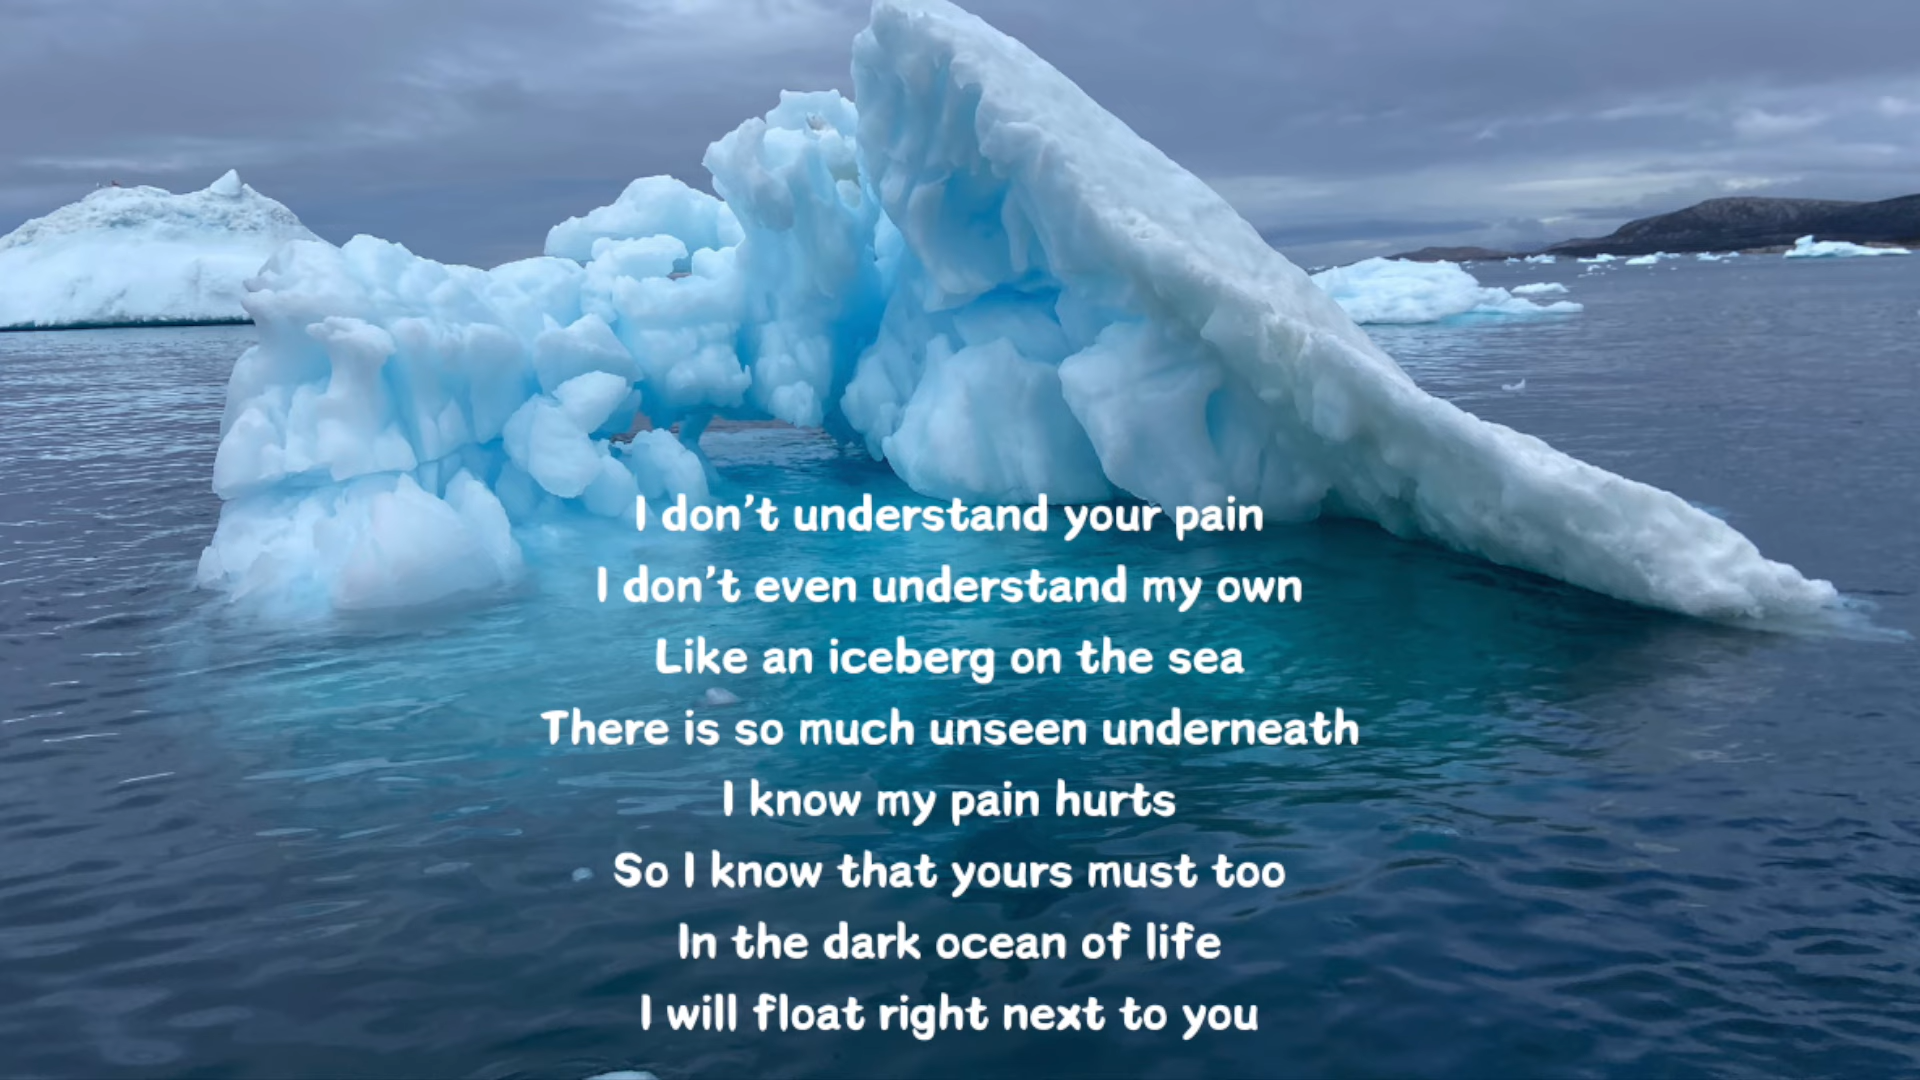 I don't understand your pain
I don't even understand my own
Like an iceberg on the sea
There is so much unseen underneath
I know my pain hurts
So I know that yours must too
In the dark ocean of life
I will float right next to you